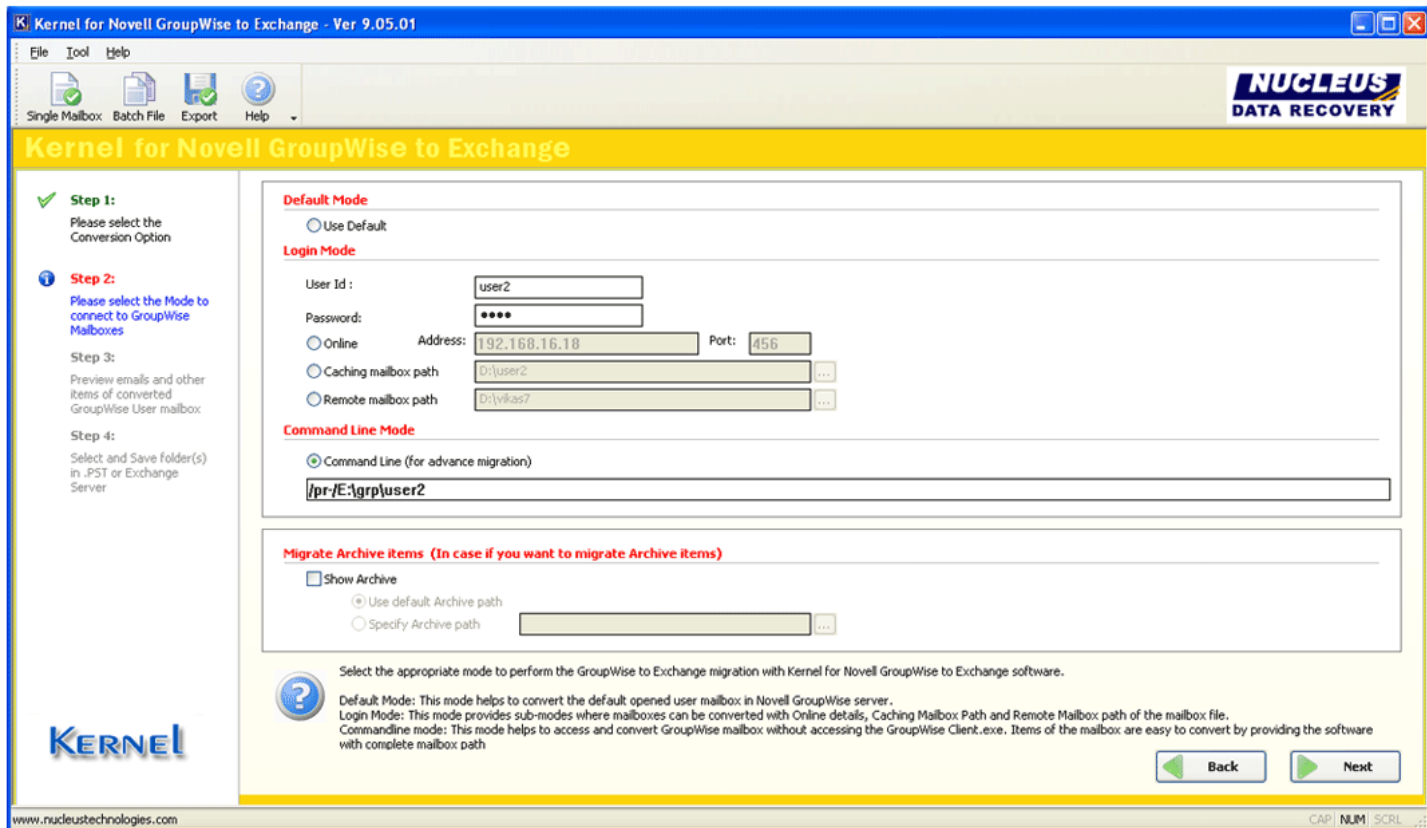 Kernel for Novell GroupWise to Exchange - Ver 9.05.01
File Tool Help
Single Mailbox Batch File Export Help
NUCLEUS
DATA RECOVERY
Kernel for Novell GroupWise to Exchange
Step 1:
Please select the
Conversion Option
Step 2:
Please select the Mode to
connect to GroupWise
Mailboxes
Step 3:
Preview emails and other
items of converted
GroupWise User mailbox
Step 4:
Select and Save folder(s)
in .PST or Exchange
Server
KERNEl
Default Mode
Use Default
Login Mode
User Id : user2
Password: ••••
Online Address: 192.168.16.18 Port: 456
Caching mailbox path D:\user2 ...
Remote mailbox path D:\vikas7 ...
Command Line Mode
Command Line (for advance migration)
/pr-/E:\grp\user2
Migrate Archive items (In case if you want to migrate Archive items)
Show Archive
Use default Archive path
Specify Archive path ...
Select the appropriate mode to perform the GroupWise to Exchange migration with Kernel for Novell GroupWise to Exchange software.
Default Mode: This mode helps to convert the default opened user mailbox in Novell GroupWise server.
Login Mode: This mode provides sub-modes where mailboxes can be converted with Online details, Caching Mailbox Path and Remote Mailbox path of the mailbox file.
Commandline mode: This mode helps to access and convert GroupWise mailbox without accessing the GroupWise Client.exe. Items of the mailbox are easy to convert by providing the software
with complete mailbox path
Back Next
www.nucleustechnologies.com
CAP NUM SCRL